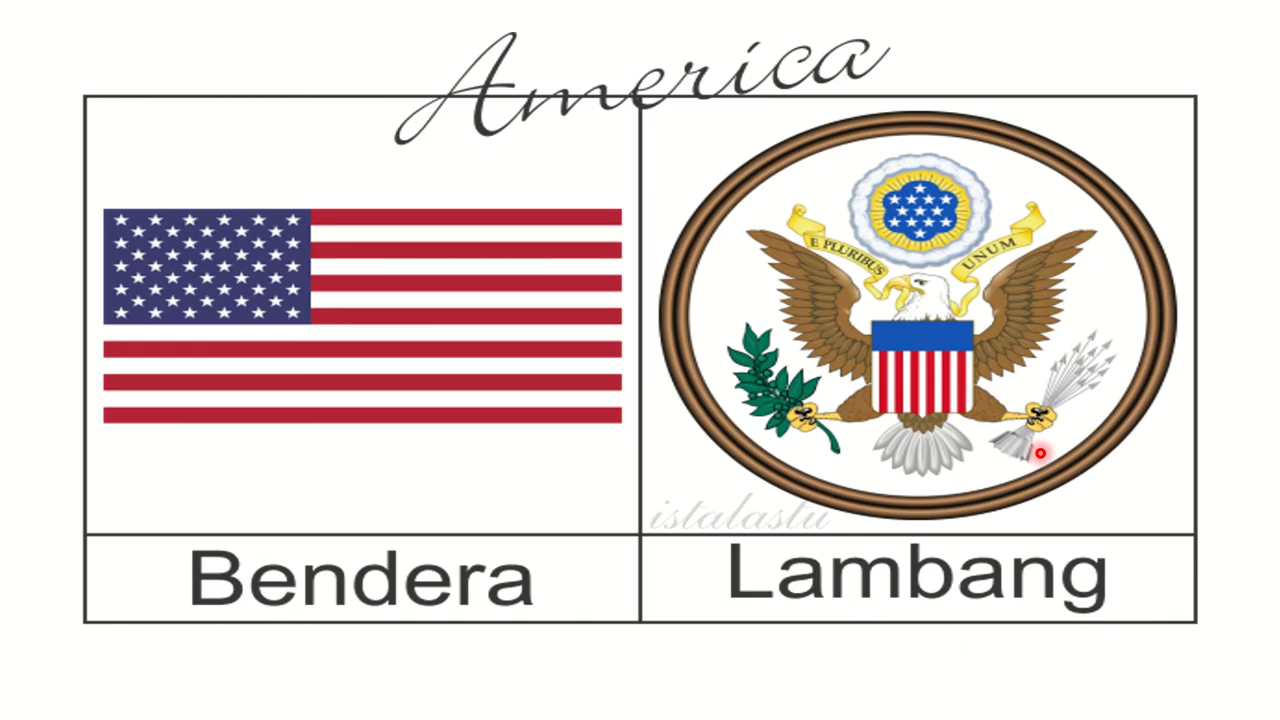 America
E PLURIBUS UNUM
istalastu
Bendera
Lambang